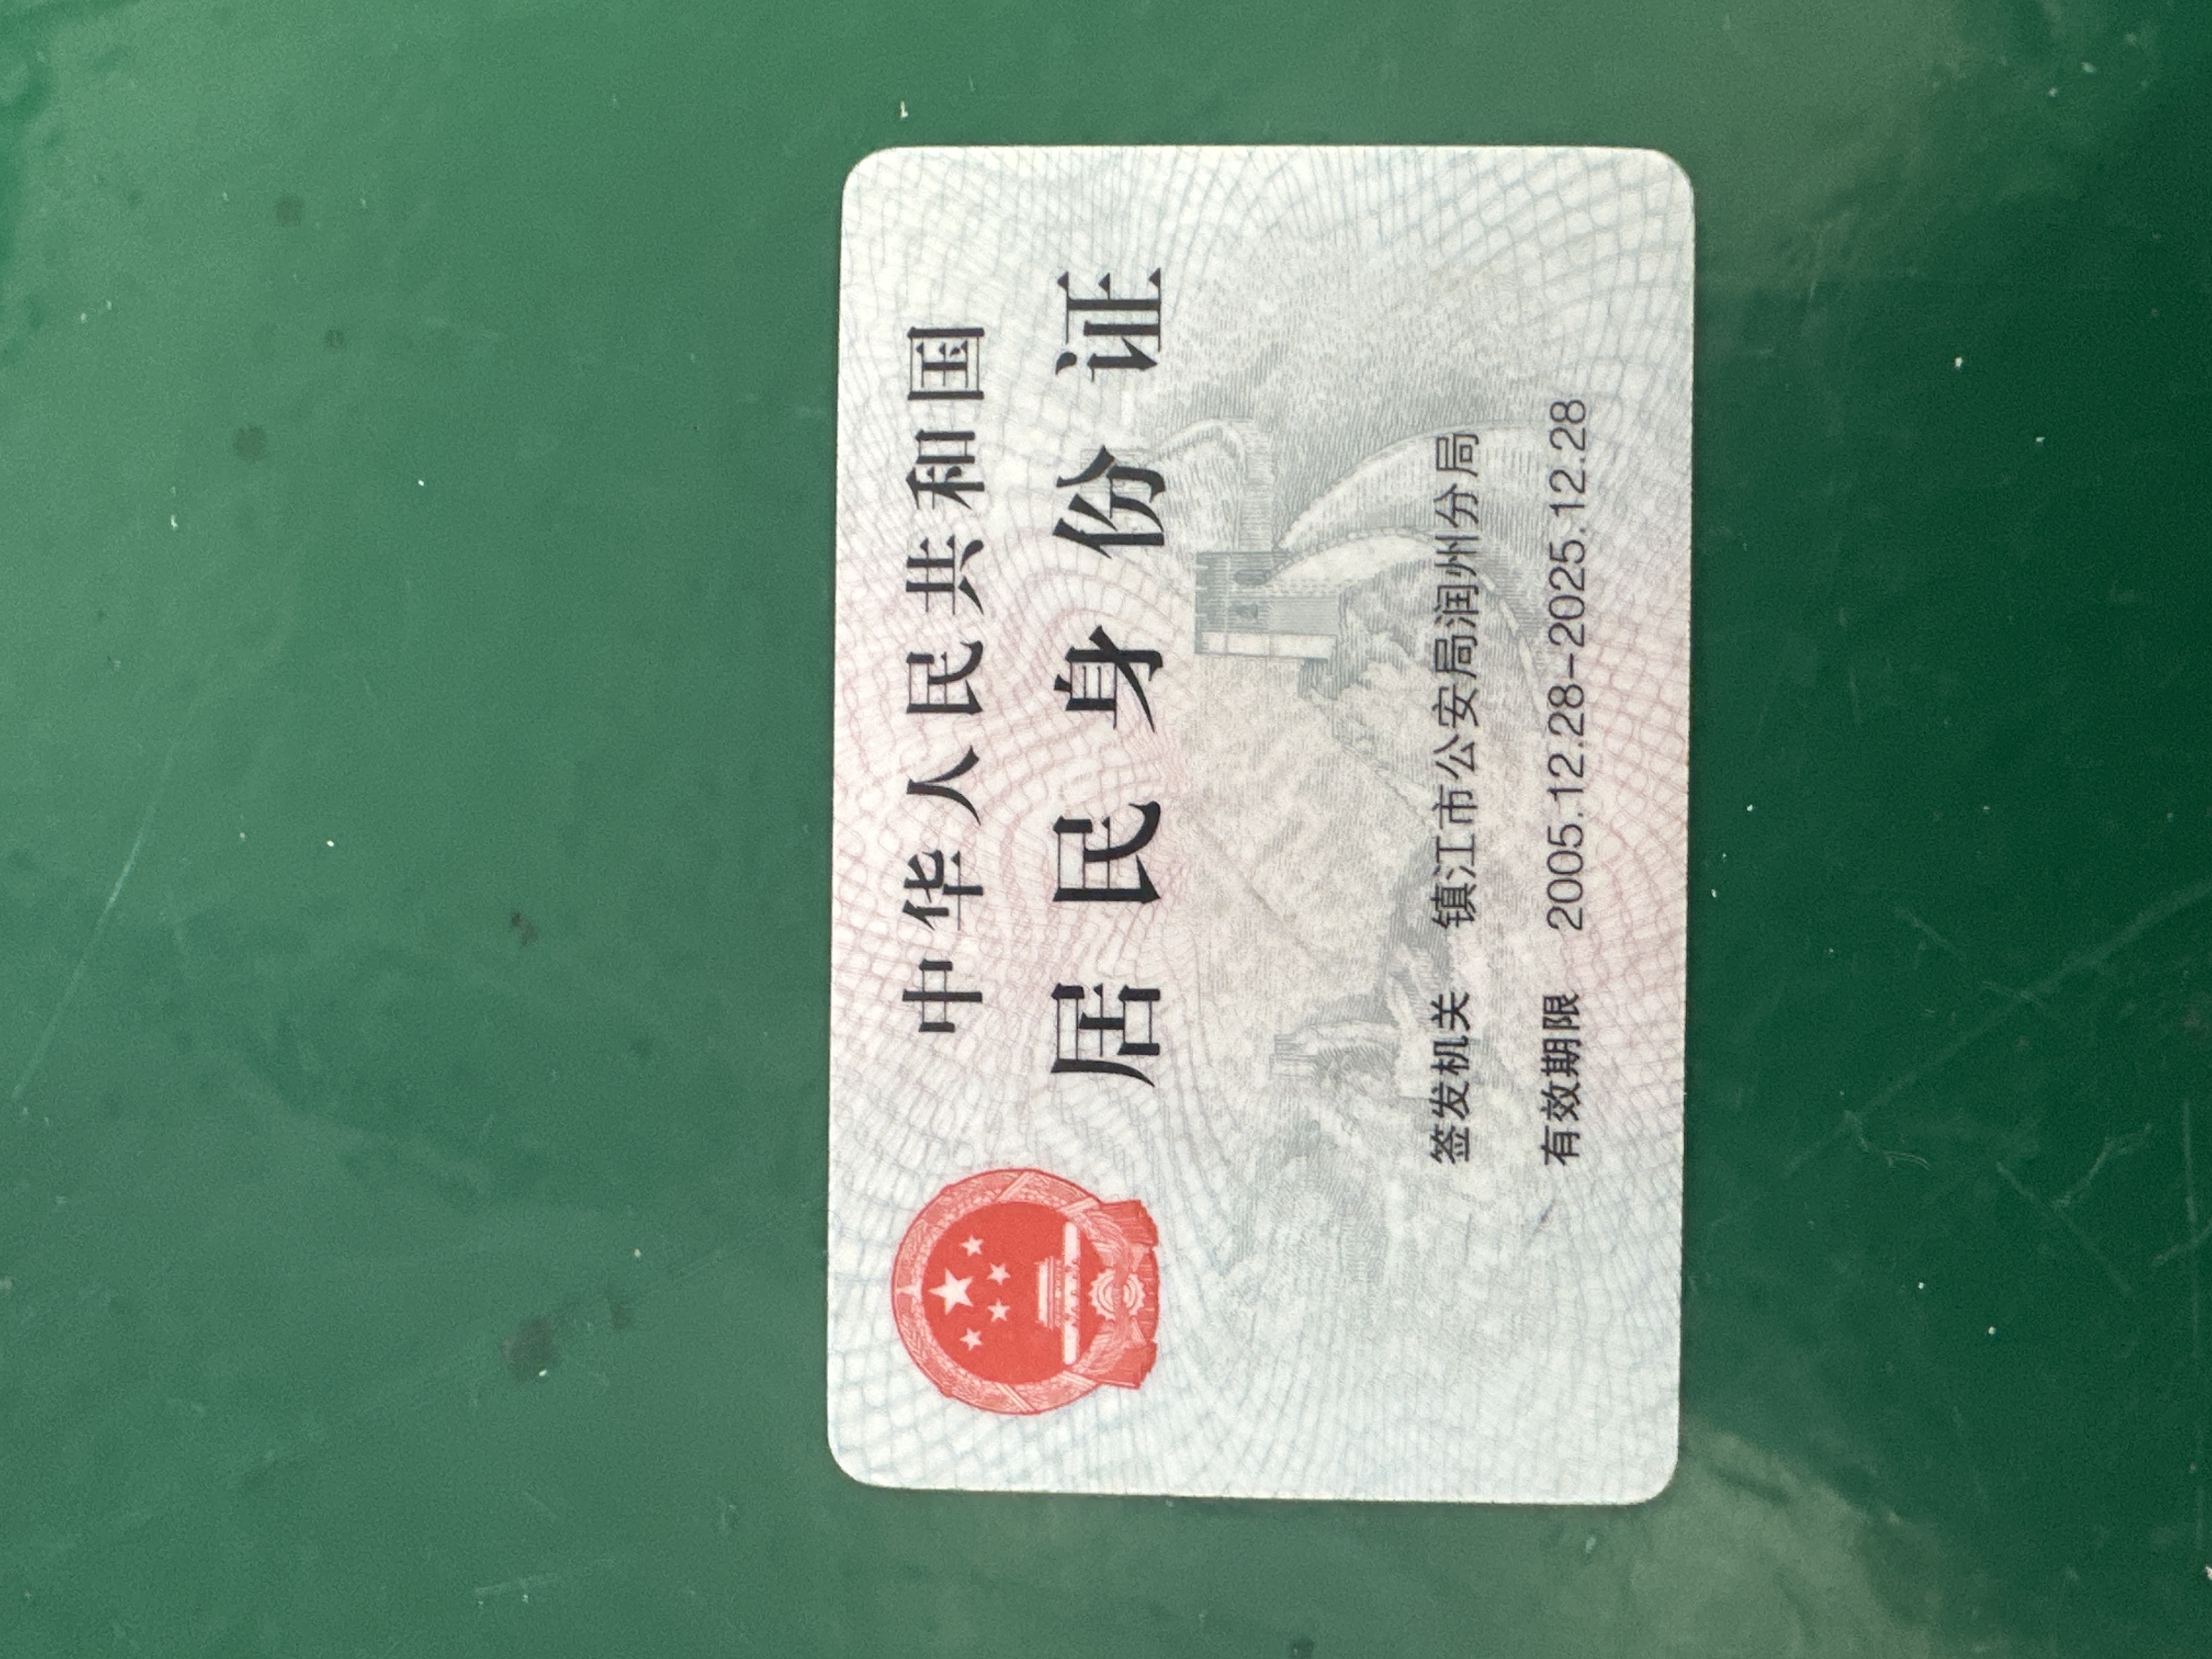 中华人民共和国
居民身份证
签发机关 镇江市公安局润州分局
有效期限 2005.12.28-2025.12.28